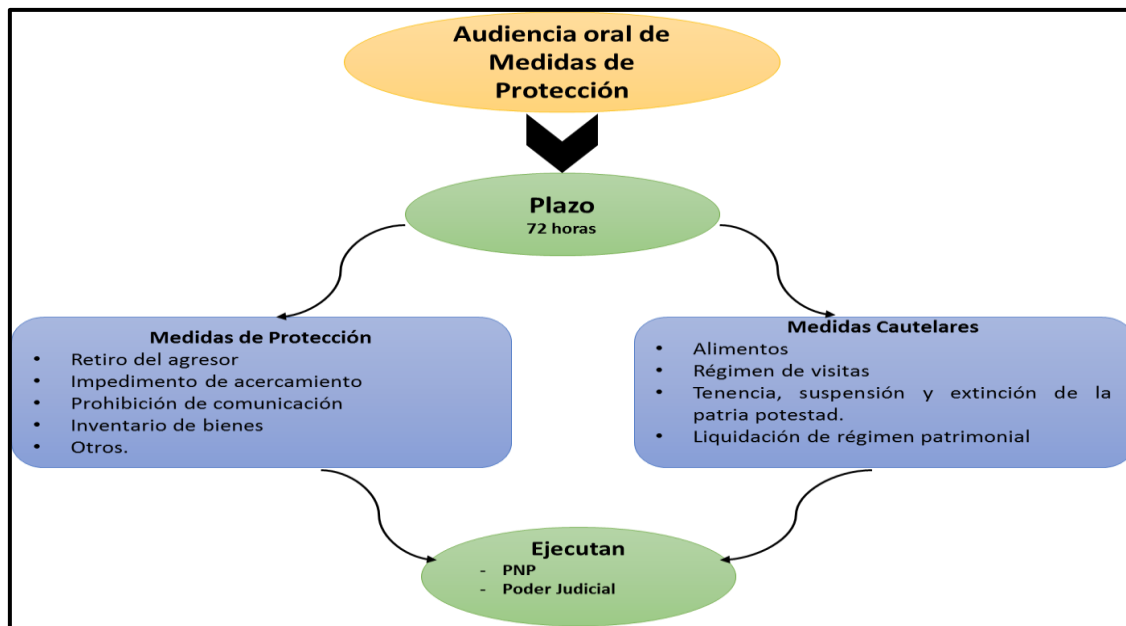 Audiencia oral de
Medidas de
Protección
Plazo
72 horas
Medidas de Protección
• Retiro del agresor
• Impedimento de acercamiento
• Prohibición de comunicación
• Inventario de bienes
• Otros.
Medidas Cautelares
• Alimentos
• Régimen de visitas
• Tenencia, suspensión y extinción de la
patria potestad.
• Liquidación de régimen patrimonial
Ejecutan
- PNP
- Poder Judicial